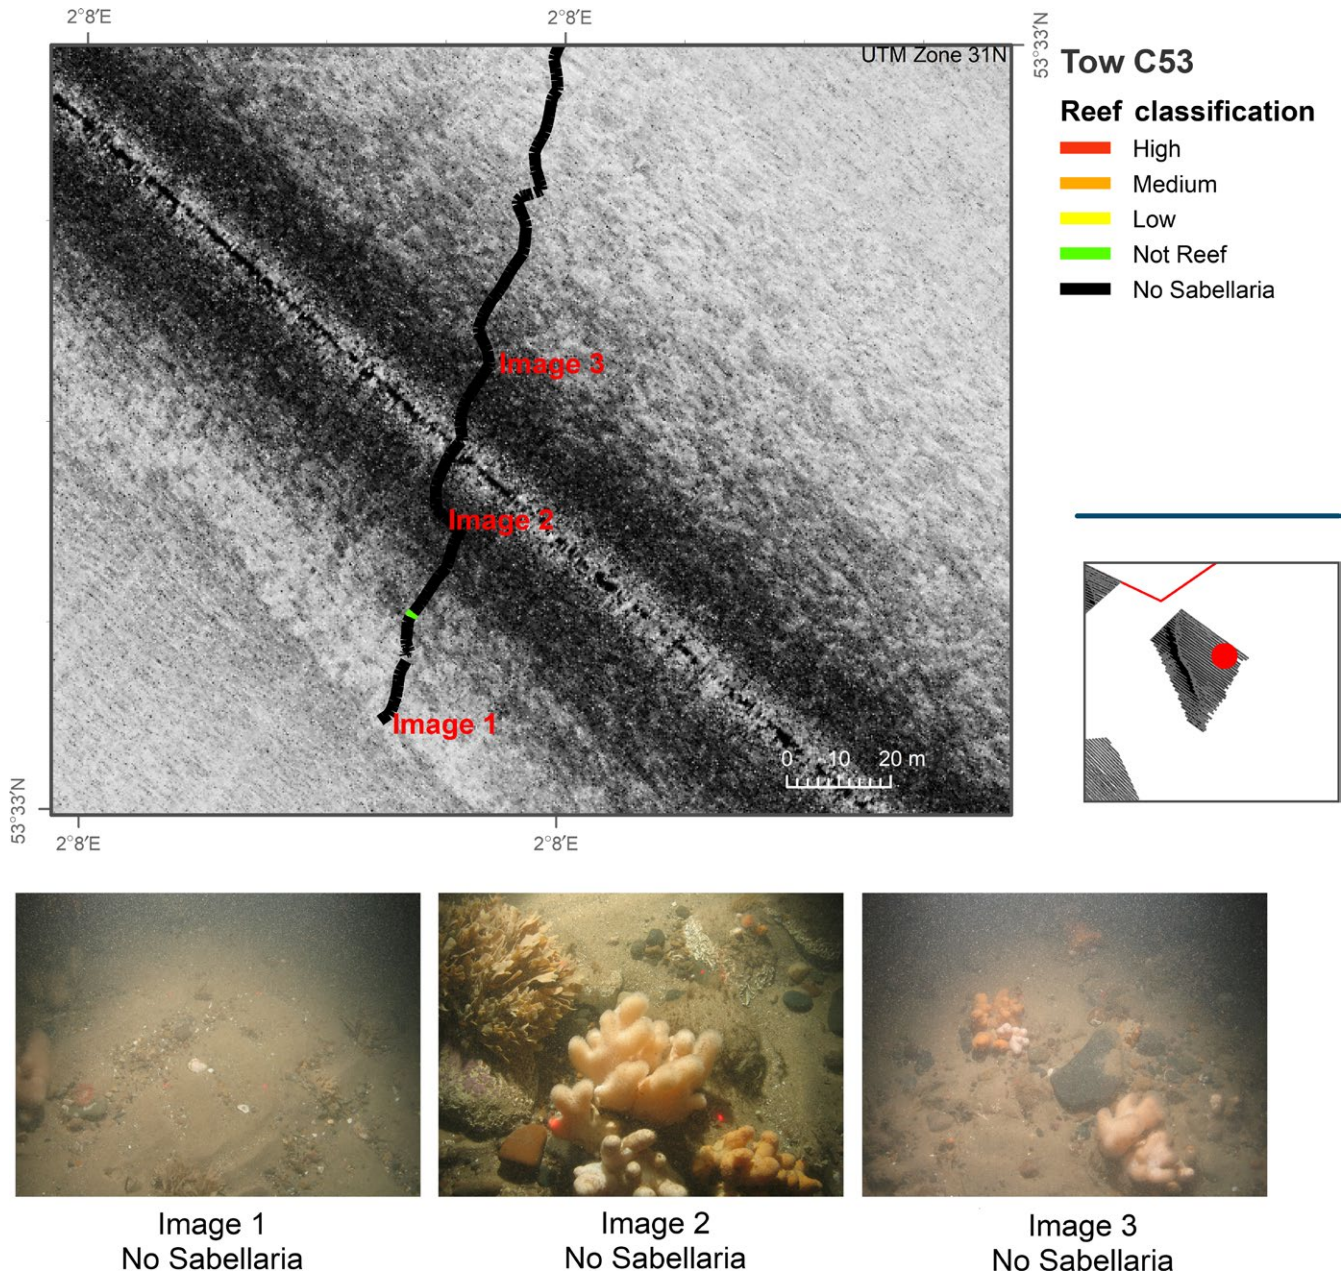 2°8′E
2°8′E
53°33′N
UTM Zone 31N
Tow C53
Reef classification
High
Medium
Low
Not Reef
No Sabellaria
Image 3
Image 2
Image 1
0 10 20 m
53°33′N
2°8′E
2°8′E
Image 1
No Sabellaria
Image 2
No Sabellaria
Image 3
No Sabellaria